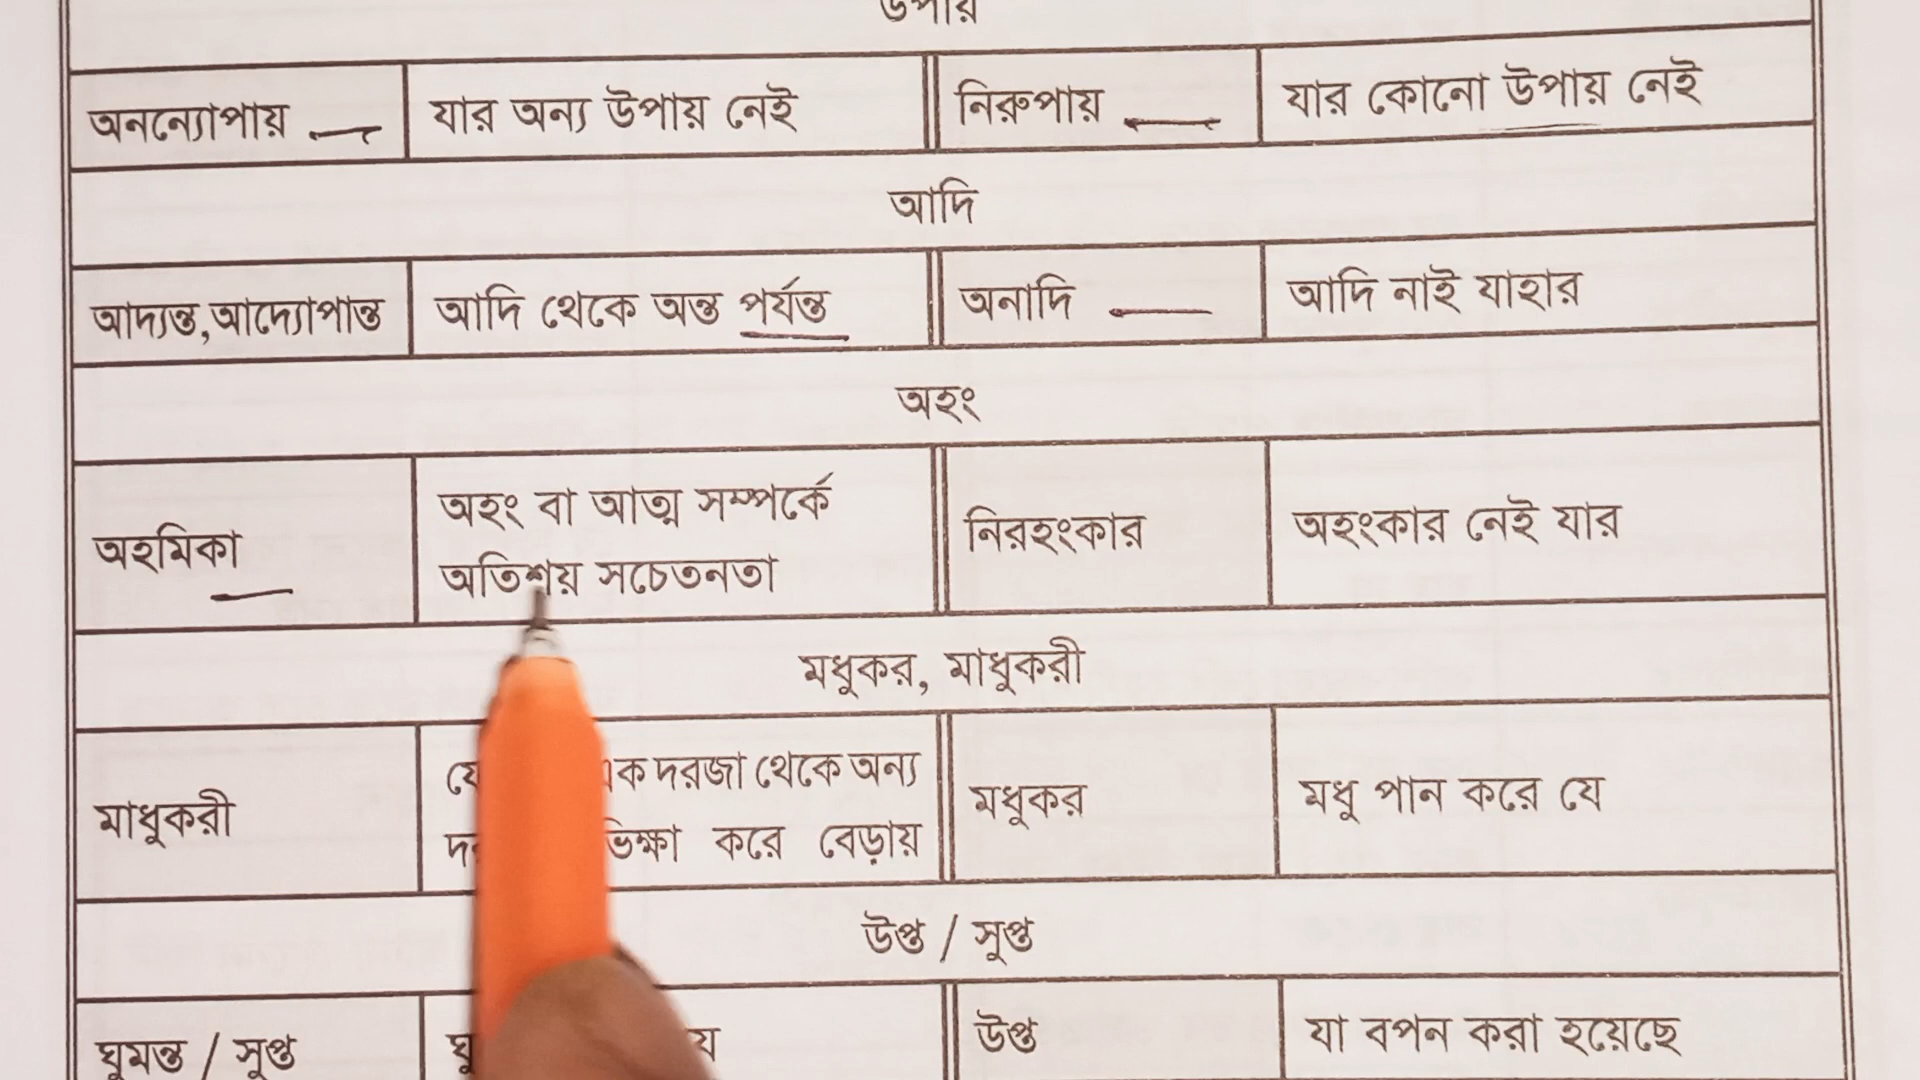 উপায়
অনন্যোপায় যার অন্য উপায় নেই নিরুপায় যার কোনো উপায় নেই
আদি
আদ্যন্ত,আদ্যোপান্ত আদি থেকে অন্ত পর্যন্ত অনাদি আদি নাই যাহার
অহং
অহমিকা অহং বা আত্ম সম্পর্কে
অতিশয় সচেতনতা নিরহংকার অহংকার নেই যার
মধুকর, মাধুকরী
মাধুকরী দরজা থেকে অন্য
ভিক্ষা করে বেড়ায় মধুকর মধু পান করে যে
উপ্ত / সুপ্ত
ঘুমন্ত / সুপ্ত উপ্ত যা বপন করা হয়েছে